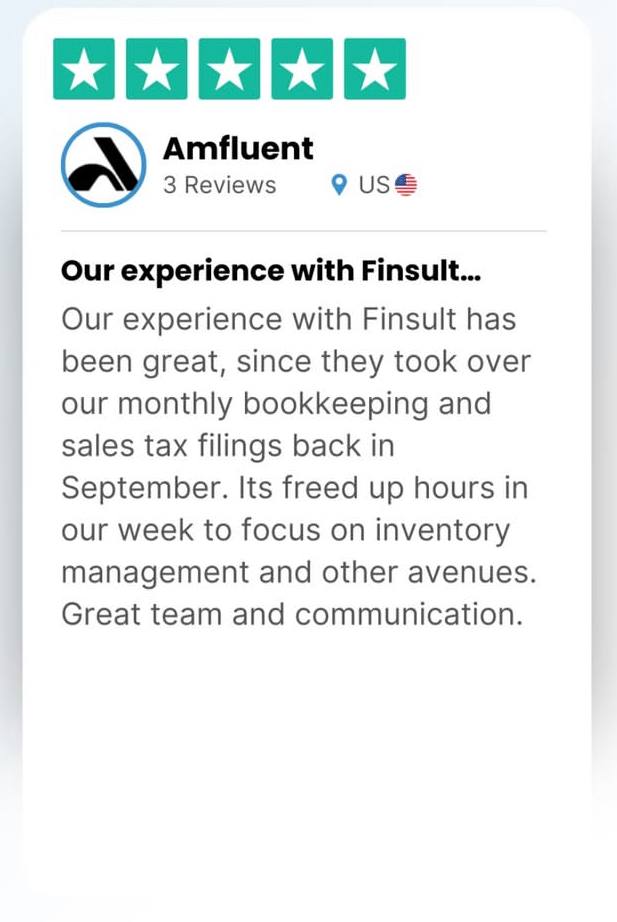 Amfluent
3 Reviews US
Our experience with Finsult...
Our experience with Finsult has
been great, since they took over
our monthly bookkeeping and
sales tax filings back in
September. Its freed up hours in
our week to focus on inventory
management and other avenues.
Great team and communication.